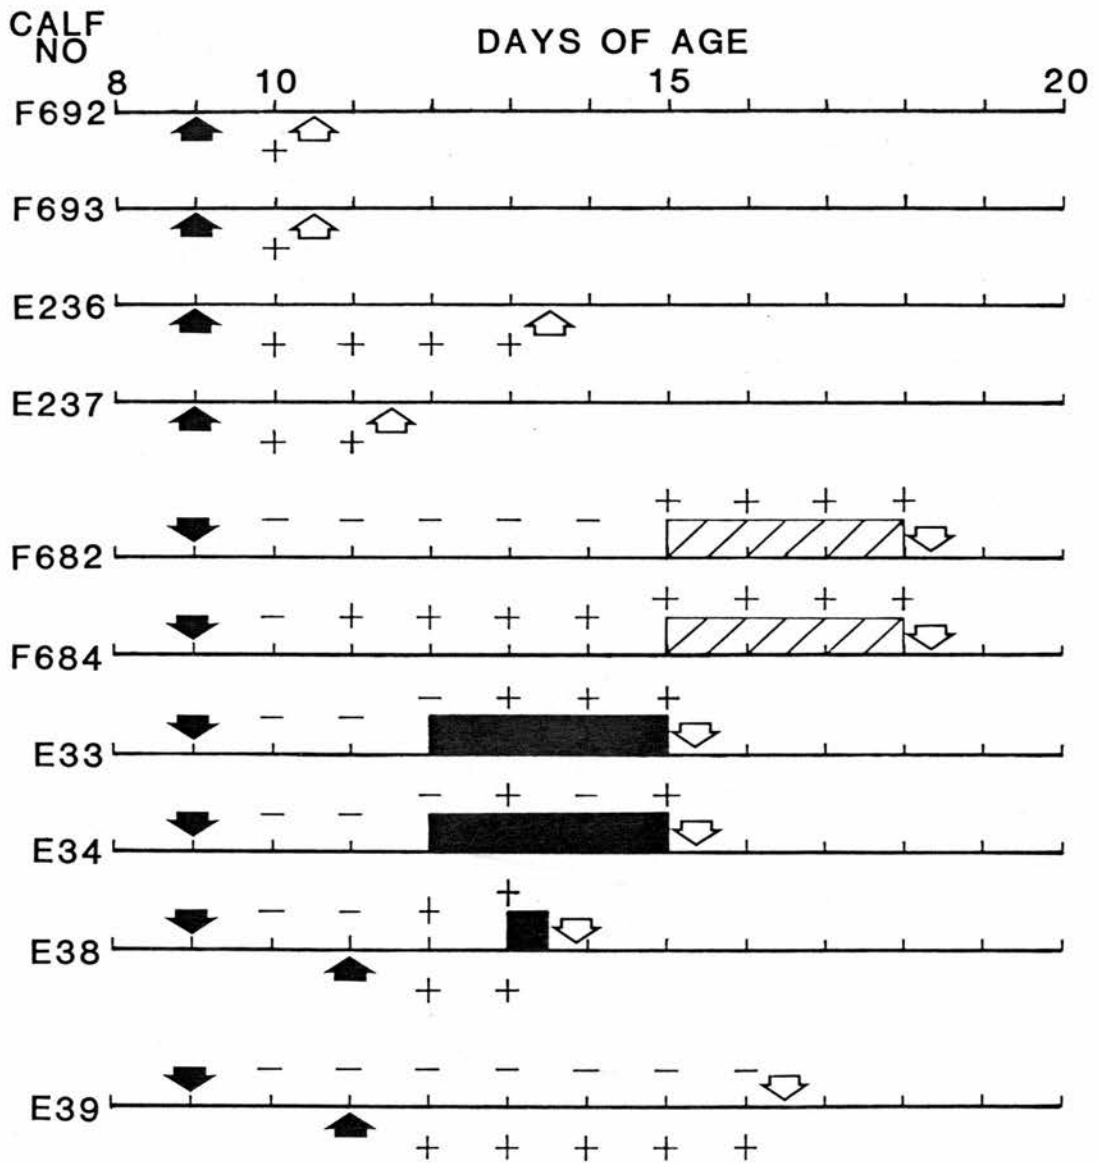 CALF
NO
DAYS OF AGE
8 10 15 20
F692
+
F693
+
E236
+ + + +
E237
+ +
+ + + +
− − − − −
F682
+ + + +
− + + + +
F684
− + + +
− −
E33
− + − +
− −
E34
+
− − +
E38
+ +
− − − − − − −
E39
+ + + + +